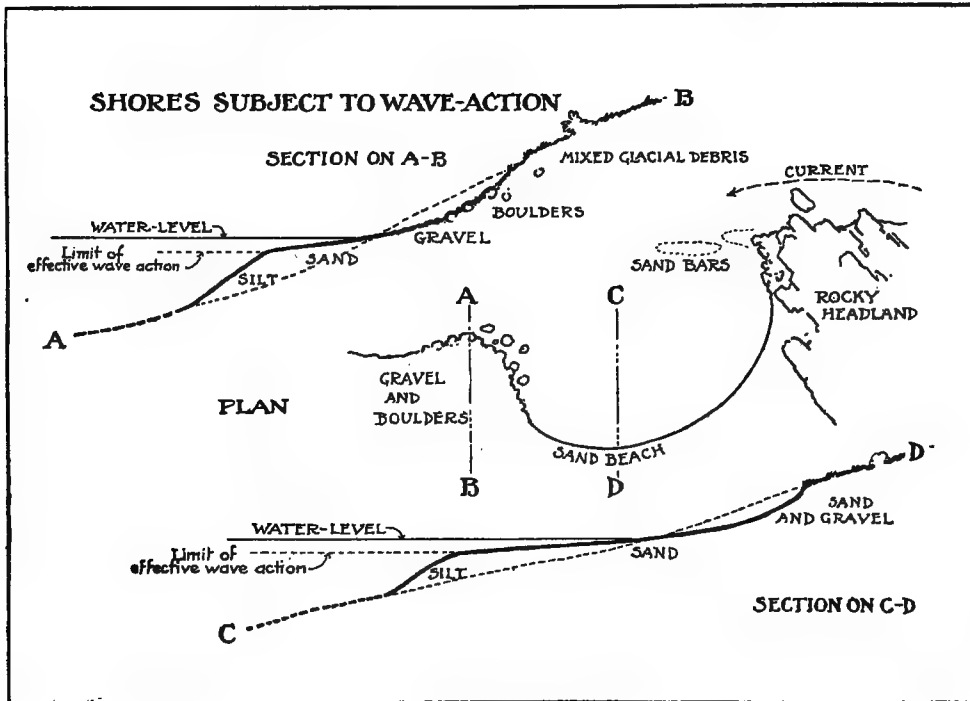 SHORES SUBJECT TO WAVE-ACTION
B
SECTION ON A-B
MIXED GLACIAL DEBRIS
CURRENT
BOULDERS
WATER-LEVEL
GRAVEL
Limit of
effective wave action
SAND
SAND BARS
SILT
ROCKY
HEADLAND
A
A
C
GRAVEL
AND
BOULDERS
PLAN
SAND BEACH
B
D
D
SAND
AND GRAVEL
WATER-LEVEL
Limit of
effective wave action
SAND
SILT
SECTION ON C-D
C